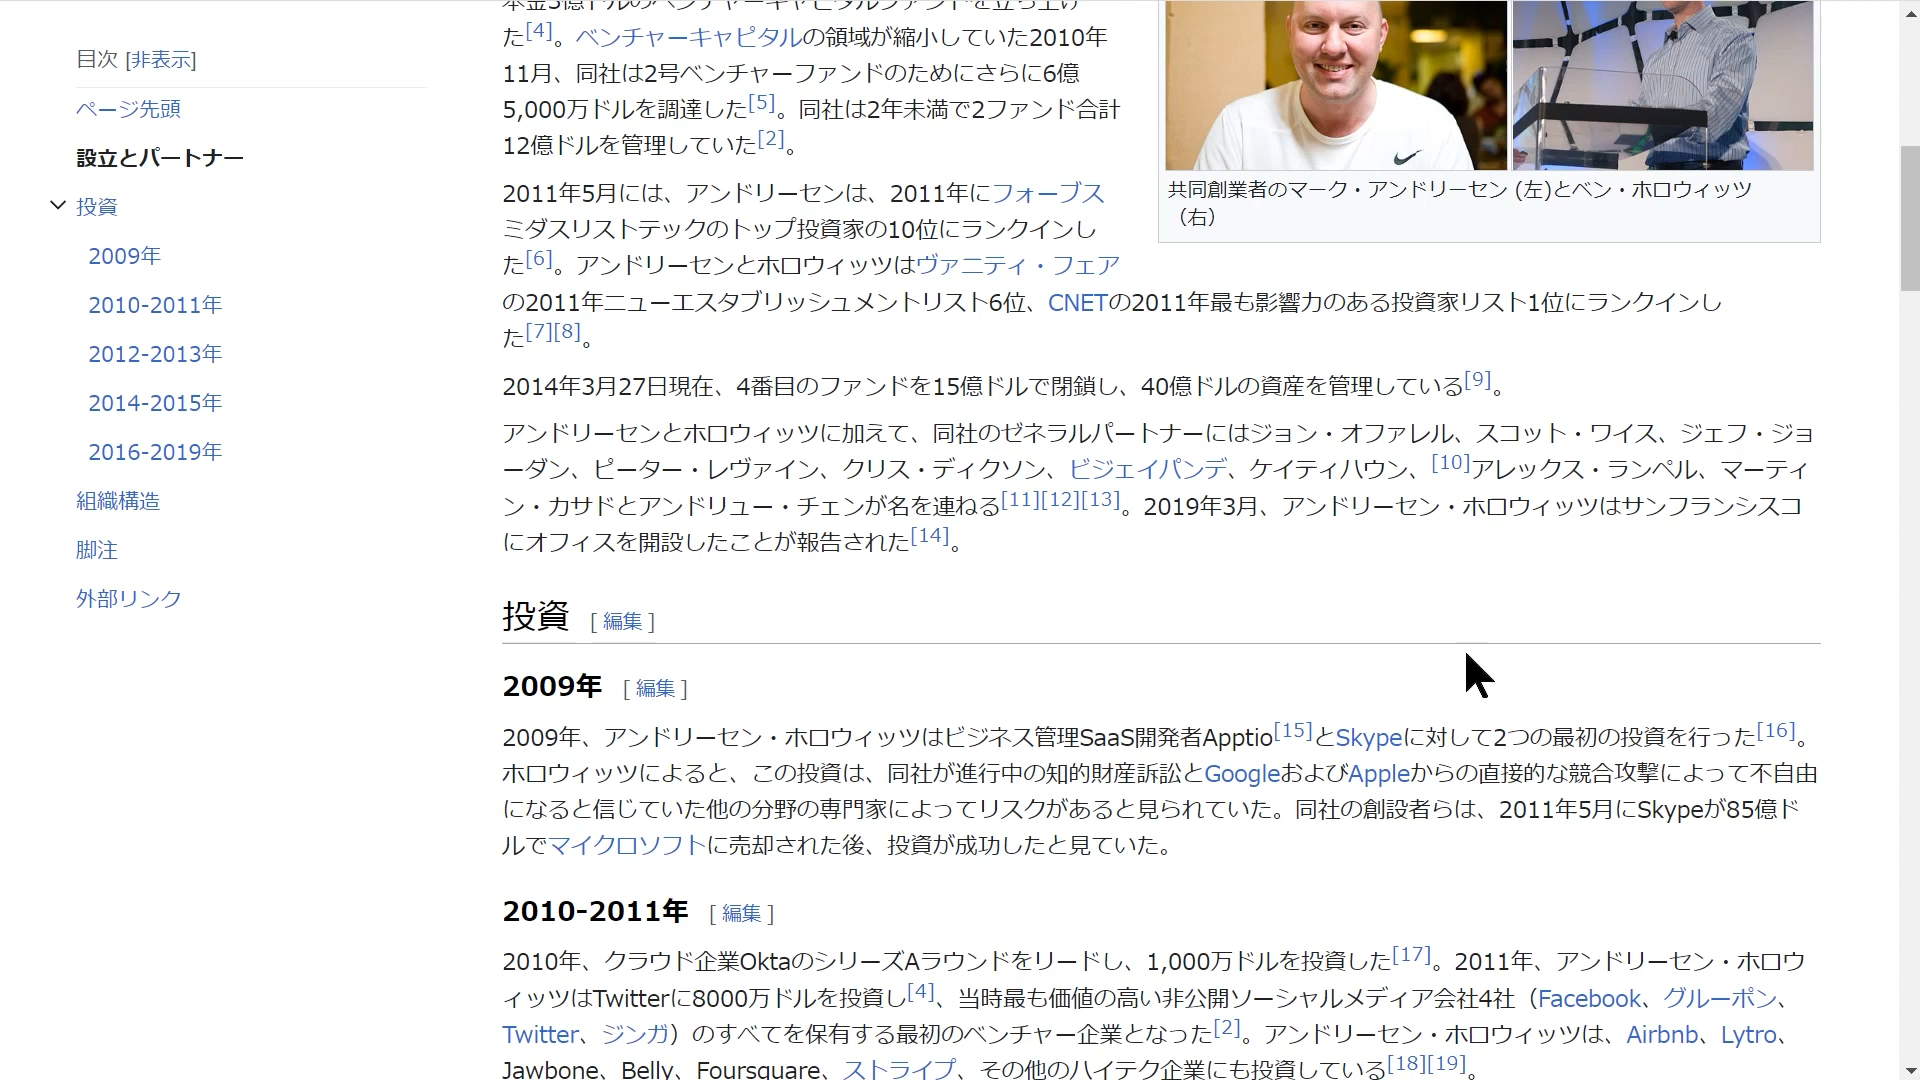 目次 [非表示]
ページ先頭
設立とパートナー
投資
2009年
2010-2011年
2012-2013年
2014-2015年
2016-2019年
組織構造
脚注
外部リンク
本金3億ドルのベンチャーキャピタルファンドを立ち上げ
た[4]。ベンチャーキャピタルの領域が縮小していた2010年
11月、同社は2号ベンチャーファンドのためにさらに6億
5,000万ドルを調達した[5]。同社は2年未満で2ファンド合計
12億ドルを管理していた[2]。
共同創業者のマーク・アンドリーセン (左)とベン・ホロウィッツ
（右）
2011年5月には、アンドリーセンは、2011年にフォーブス
ミダスリストテックのトップ投資家の10位にランクインし
た[6]。アンドリーセンとホロウィッツはヴァニティ・フェア
の2011年ニューエスタブリッシュメントリスト6位、CNETの2011年最も影響力のある投資家リスト1位にランクインし
た[7][8]。
2014年3月27日現在、4番目のファンドを15億ドルで閉鎖し、40億ドルの資産を管理している[9]。
アンドリーセンとホロウィッツに加えて、同社のゼネラルパートナーにはジョン・オファレル、スコット・ワイス、ジェフ・ジョ
ーダン、ピーター・レヴァイン、クリス・ディクソン、ビジェイパンデ、ケイティハウン、[10]アレックス・ランペル、マーティ
ン・カサドとアンドリュー・チェンが名を連ねる[11][12][13]。2019年3月、アンドリーセン・ホロウィッツはサンフランシスコ
にオフィスを開設したことが報告された[14]。
投資 [ 編集 ]
2009年 [ 編集 ]
2009年、アンドリーセン・ホロウィッツはビジネス管理SaaS開発者Apptio[15]とSkypeに対して2つの最初の投資を行った[16]。
ホロウィッツによると、この投資は、同社が進行中の知的財産訴訟とGoogleおよびAppleからの直接的な競合攻撃によって不自由
になると信じていた他の分野の専門家によってリスクがあると見られていた。同社の創設者らは、2011年5月にSkypeが85億ド
ルでマイクロソフトに売却された後、投資が成功したと見ていた。
2010-2011年 [ 編集 ]
2010年、クラウド企業OktaのシリーズAラウンドをリードし、1,000万ドルを投資した[17]。2011年、アンドリーセン・ホロウ
ィッツはTwitterに8000万ドルを投資し[4]、当時最も価値の高い非公開ソーシャルメディア会社4社（Facebook、グルーポン、
Twitter、ジンガ）のすべてを保有する最初のベンチャー企業となった[2]。アンドリーセン・ホロウィッツは、Airbnb、Lytro、
Jawbone、Belly、Foursquare、ストライプ、その他のハイテク企業にも投資している[18][19]。